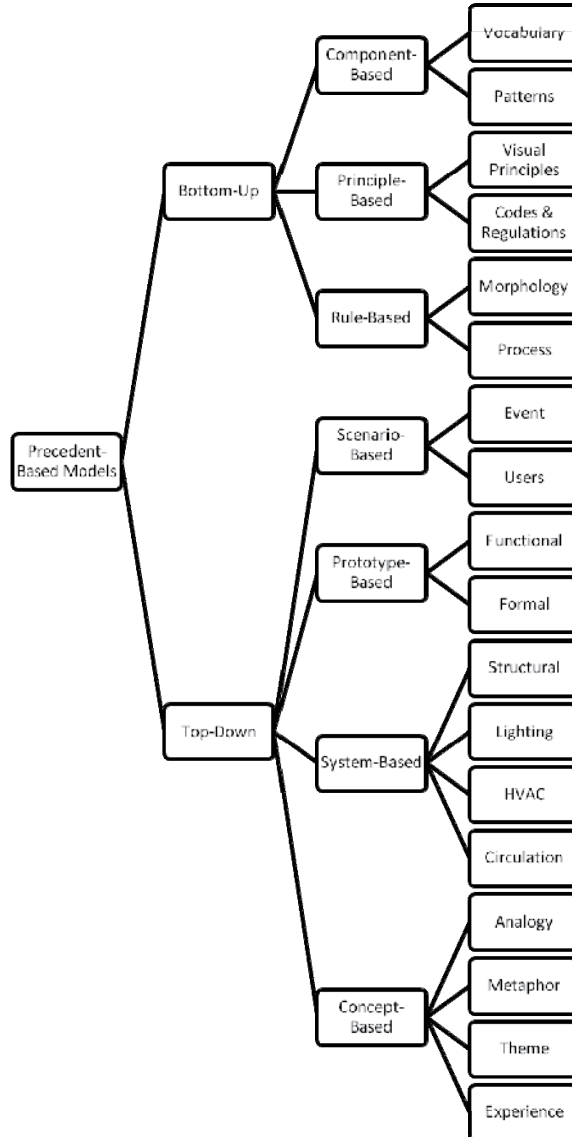 Vocabulary
Component-
Based
Patterns
Visual
Principles
Bottom-Up
Principle-
Based
Codes &
Regulations
Morphology
Rule-Based
Process
Event
Scenario-
Based
Precedent-
Based Models
Users
Functional
Prototype-
Based
Formal
Structural
Top-Down
Lighting
System-Based
HVAC
Circulation
Analogy
Metaphor
Concept-
Based
Theme
Experience